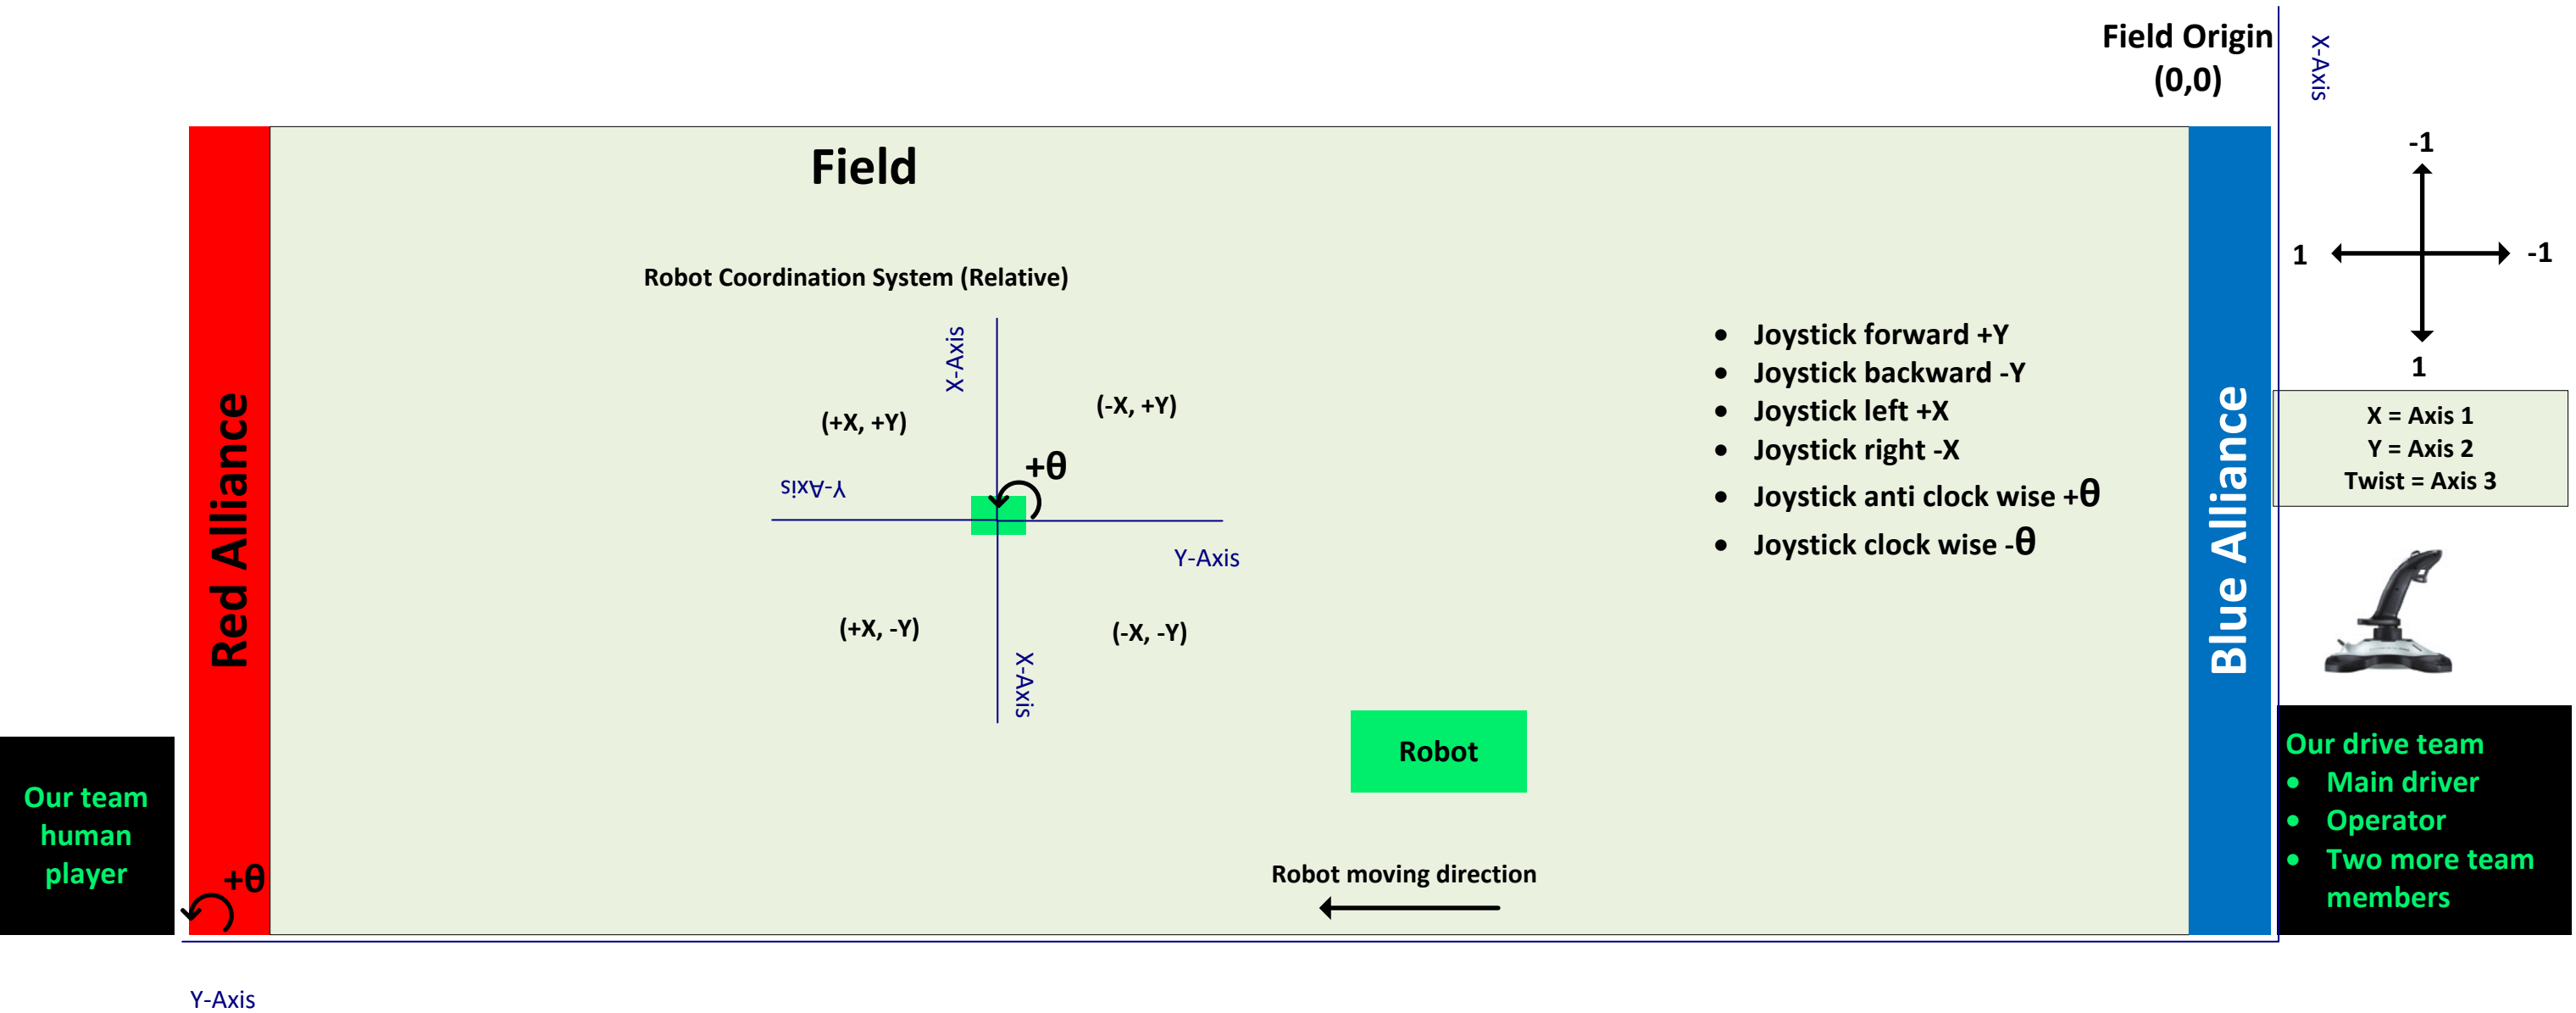 Field Origin
(0,0)
X-Axis
Field
-1
1
-1
1
Robot Coordination System (Relative)
X-Axis
(+X, +Y)
(-X, +Y)
+θ
Y-Axis
Y-Axis
(+X, -Y)
(-X, -Y)
X-Axis
• Joystick forward +Y
• Joystick backward -Y
• Joystick left +X
• Joystick right -X
• Joystick anti clock wise +θ
• Joystick clock wise -θ
Red Alliance
Blue Alliance
X = Axis 1
Y = Axis 2
Twist = Axis 3
Robot
Robot moving direction
Our team
human
player
+θ
Our drive team
• Main driver
• Operator
• Two more team
members
Y-Axis